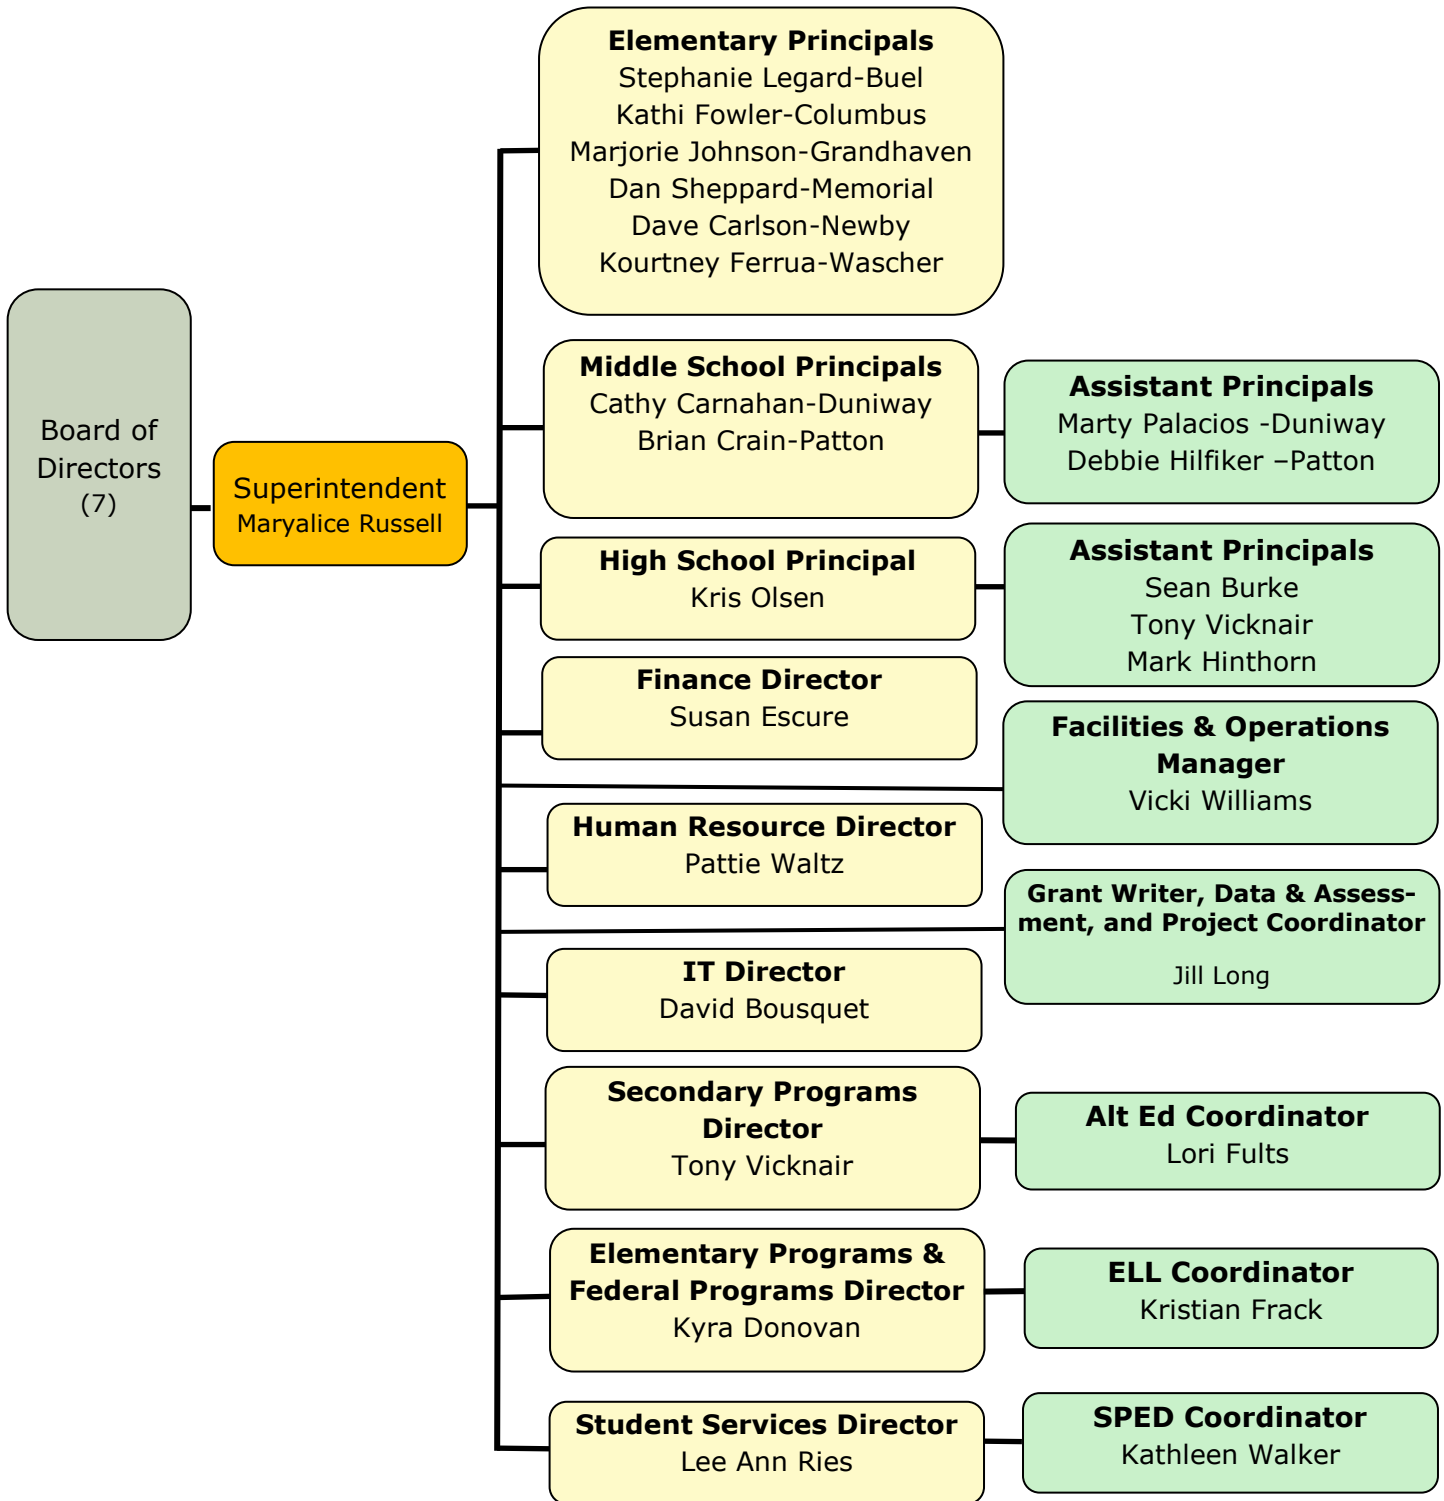 Elementary Principals
Stephanie Legard-Buel
Kathi Fowler-Columbus
Marjorie Johnson-Grandhaven
Dan Sheppard-Memorial
Dave Carlson-Newby
Kourtney Ferrua-Wascher
Board of
Directors
(7)
Superintendent
Maryalice Russell
Middle School Principals
Cathy Carnahan-Duniway
Brian Crain-Patton
Assistant Principals
Marty Palacios -Duniway
Debbie Hilfiker –Patton
High School Principal
Kris Olsen
Assistant Principals
Sean Burke
Tony Vicknair
Mark Hinthorn
Finance Director
Susan Escure
Facilities & Operations
Manager
Vicki Williams
Human Resource Director
Pattie Waltz
Grant Writer, Data & Assess-
ment, and Project Coordinator
Jill Long
IT Director
David Bousquet
Secondary Programs
Director
Tony Vicknair
Alt Ed Coordinator
Lori Fults
Elementary Programs &
Federal Programs Director
Kyra Donovan
ELL Coordinator
Kristian Frack
Student Services Director
Lee Ann Ries
SPED Coordinator
Kathleen Walker